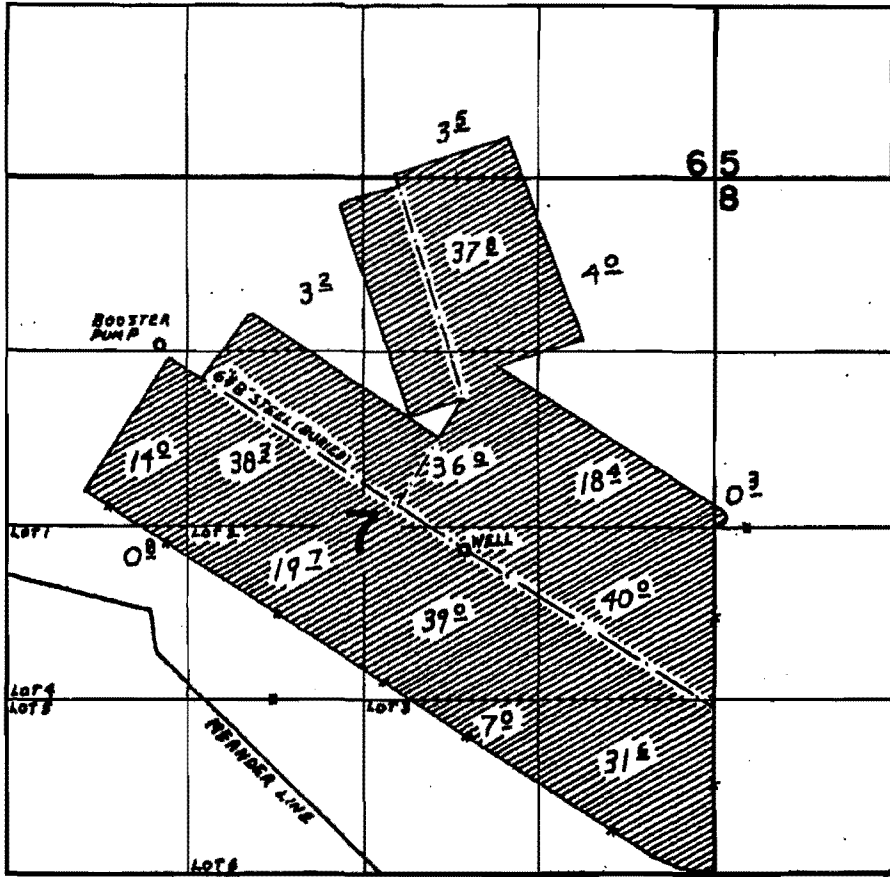 3 5
6 5
8
37 8
4 0
3 2
BOOSTER
PUMP
6"8 STEEL (BURIED)
14 0
38 3
36 9
18 4
0 3
LOT 1
LOT 2
7
WELL
0 8
19 7
40 0
39 0
LOT 4
LOT 5
LOT 3
7 0
31 6
MEANDER LINE
LOT 6